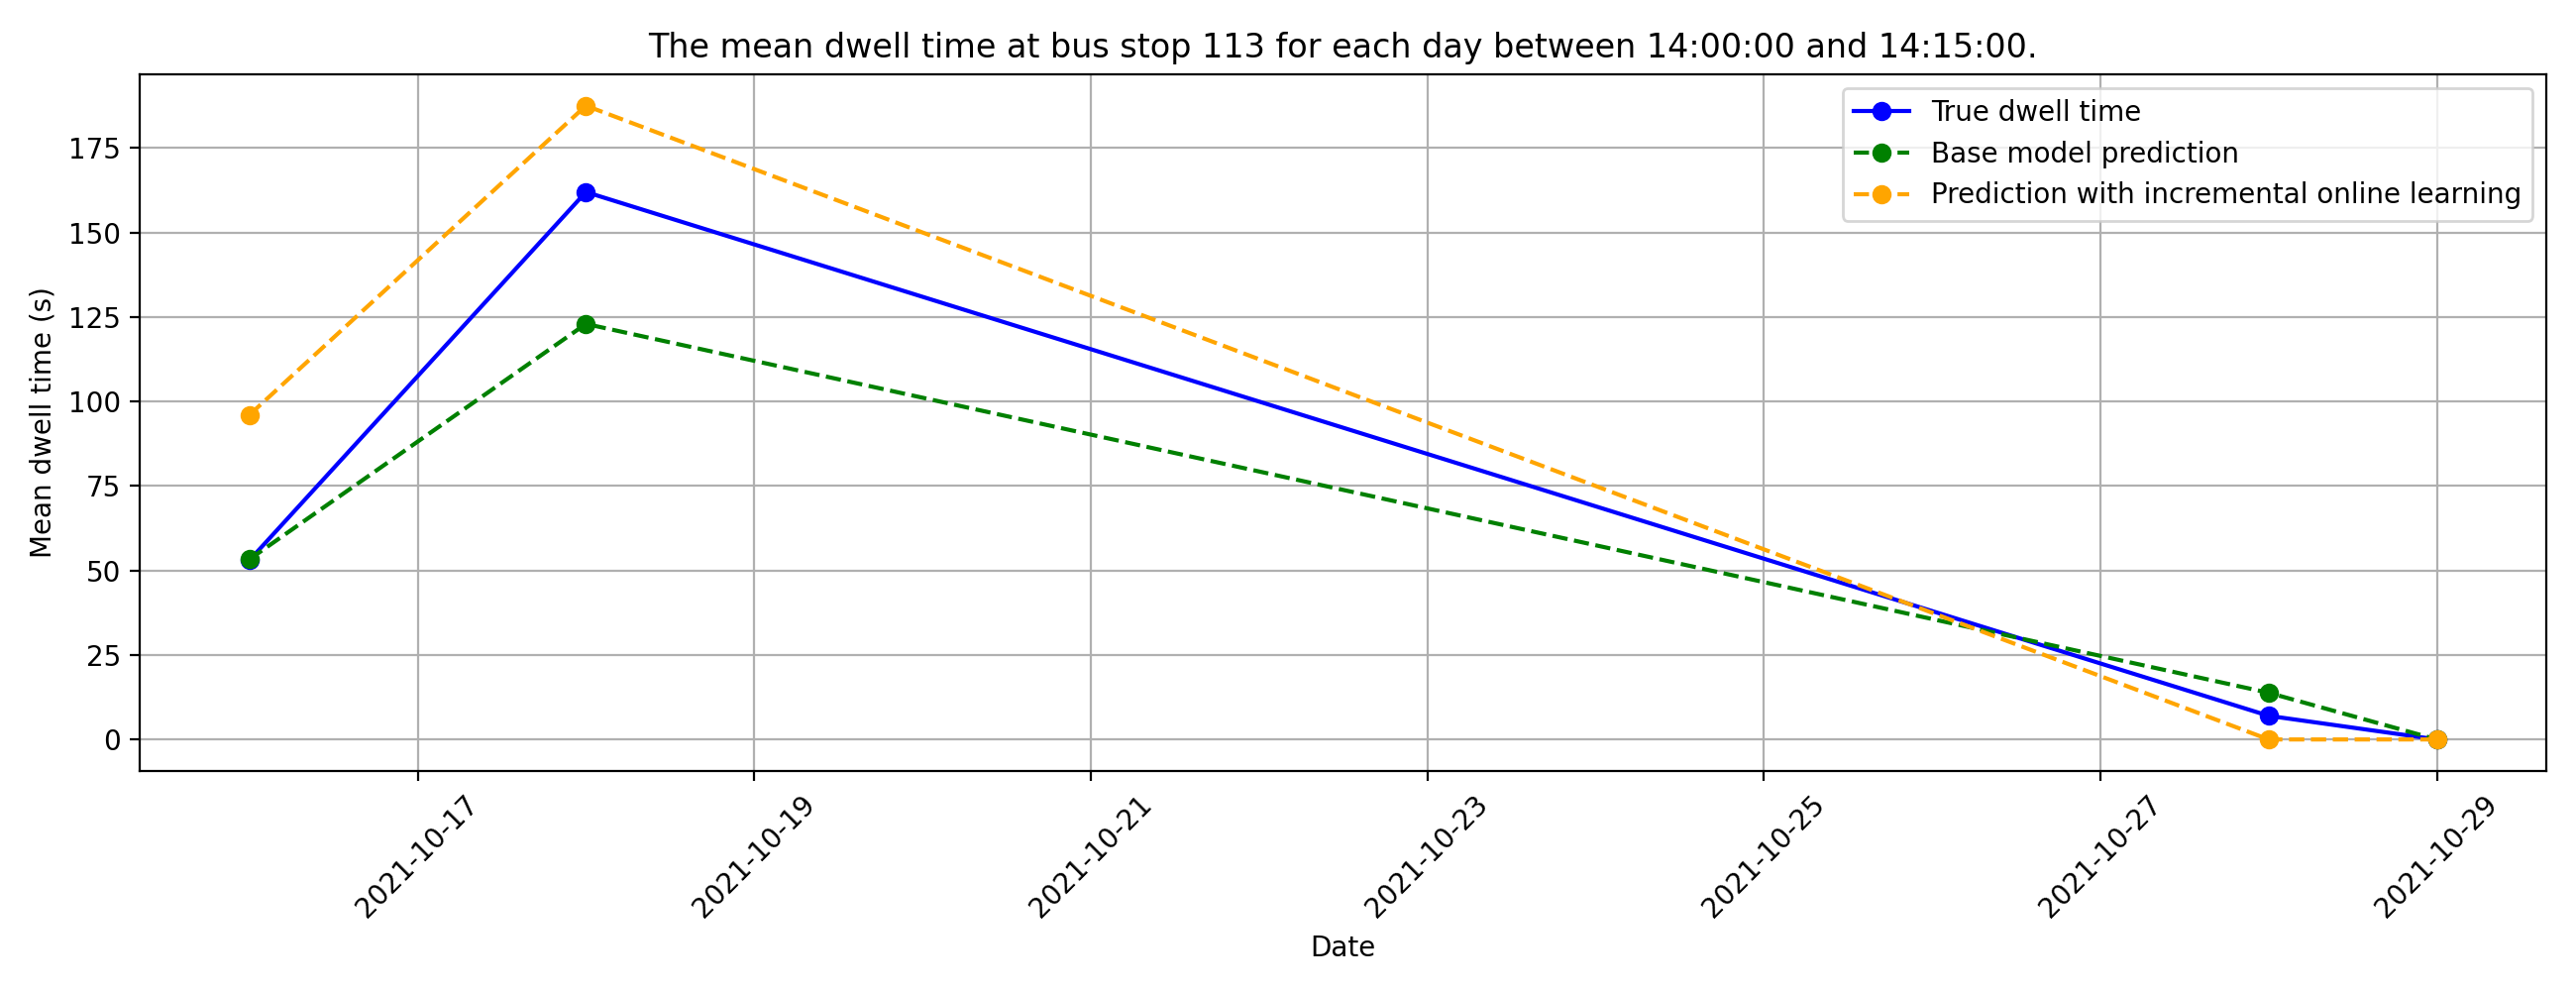 The mean dwell time at bus stop 113 for each day between 14:00:00 and 14:15:00.
True dwell time
Base model prediction
Prediction with incremental online learning
Mean dwell time (s)
175
150
125
100
75
50
25
0
2021-10-17
2021-10-19
2021-10-21
2021-10-23
2021-10-25
2021-10-27
2021-10-29
Date